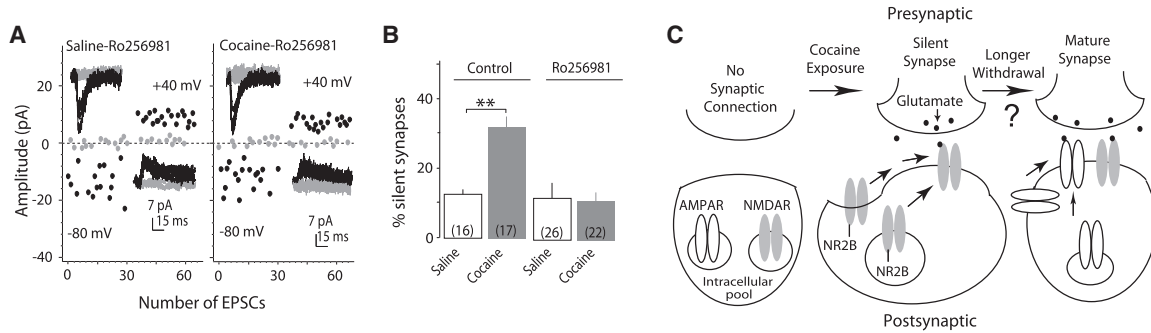 A
Saline-Ro256981
Cocaine-Ro256981
Amplitude (pA)
20
0
-20
-40
+40 mV
-80 mV
7 pA
15 ms
+40 mV
-80 mV
7 pA
15 ms
0
30
60
0
30
60
Number of EPSCs
B
% silent synapses
40
20
0
Control
Ro256981
**
(16)
(17)
(26)
(22)
Saline
Cocaine
Saline
Cocaine
C
Presynaptic
No
Synaptic
Connection
Cocaine
Exposure
Silent
Synapse
Longer
Withdrawal
?
Mature
Synapse
Glutamate
AMPAR
NMDAR
Intracellular
pool
NR2B
NR2B
Postsynaptic